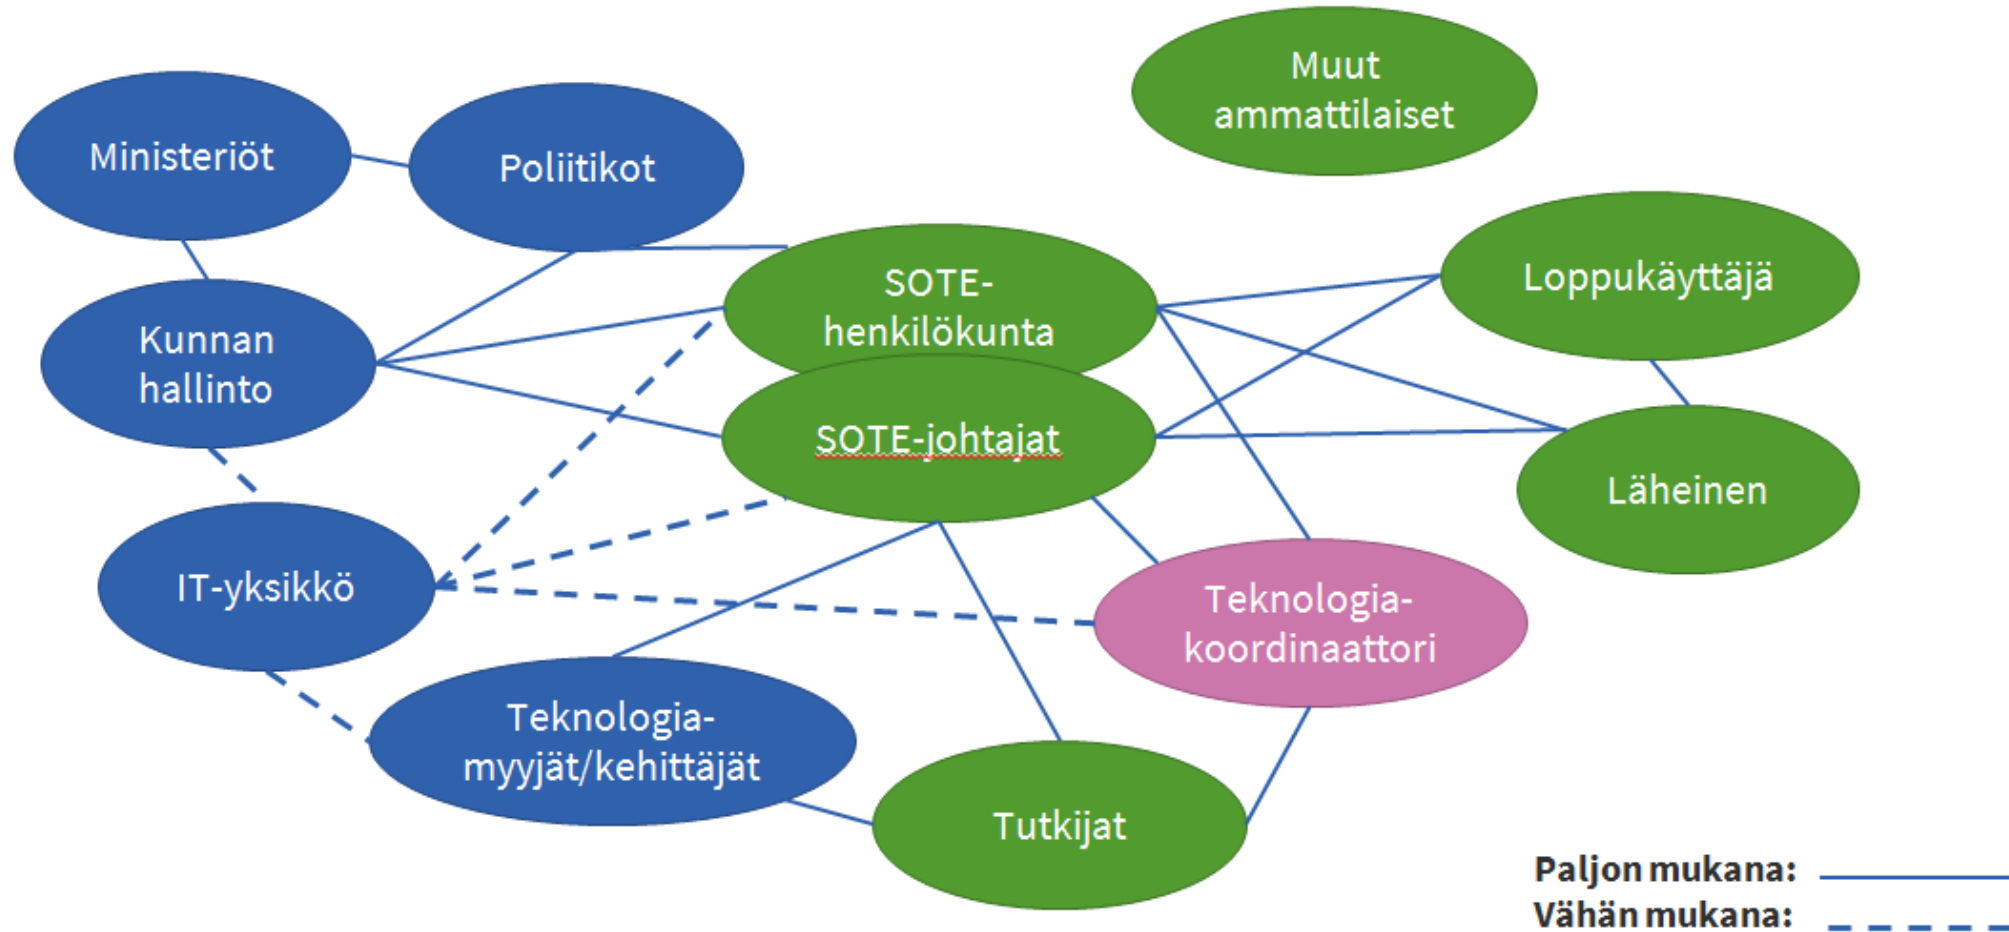 Muut
ammattilaiset
Ministeriöt
Poliitikot
SOTE-
henkilökunta
Loppukäyttäjä
Kunnan
hallinto
SOTE-johtajat
Läheinen
IT-yksikkö
Teknologia-
koordinaattori
Teknologia-
myyjät/kehittäjät
Tutkijat
Paljon mukana:
Vähän mukana: